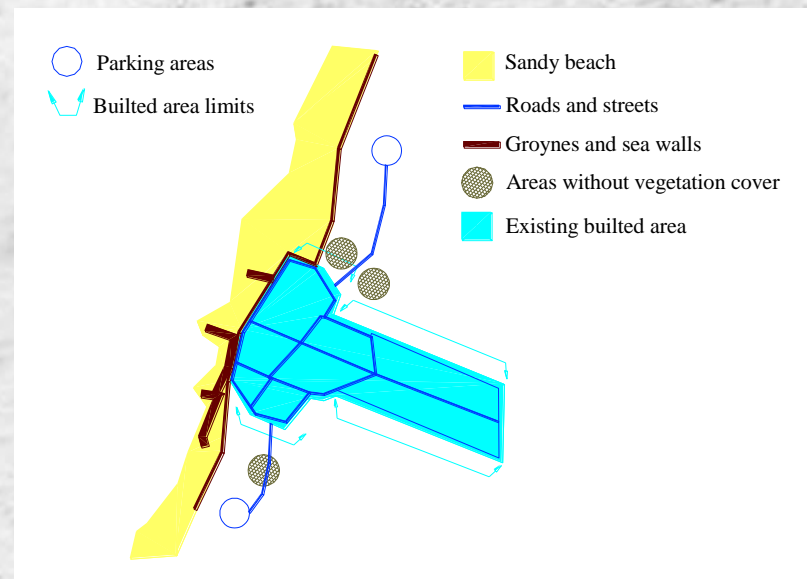 Parking areas
Builted area limits
Sandy beach
Roads and streets
Groynes and sea walls
Areas without vegetation cover
Existing builted area